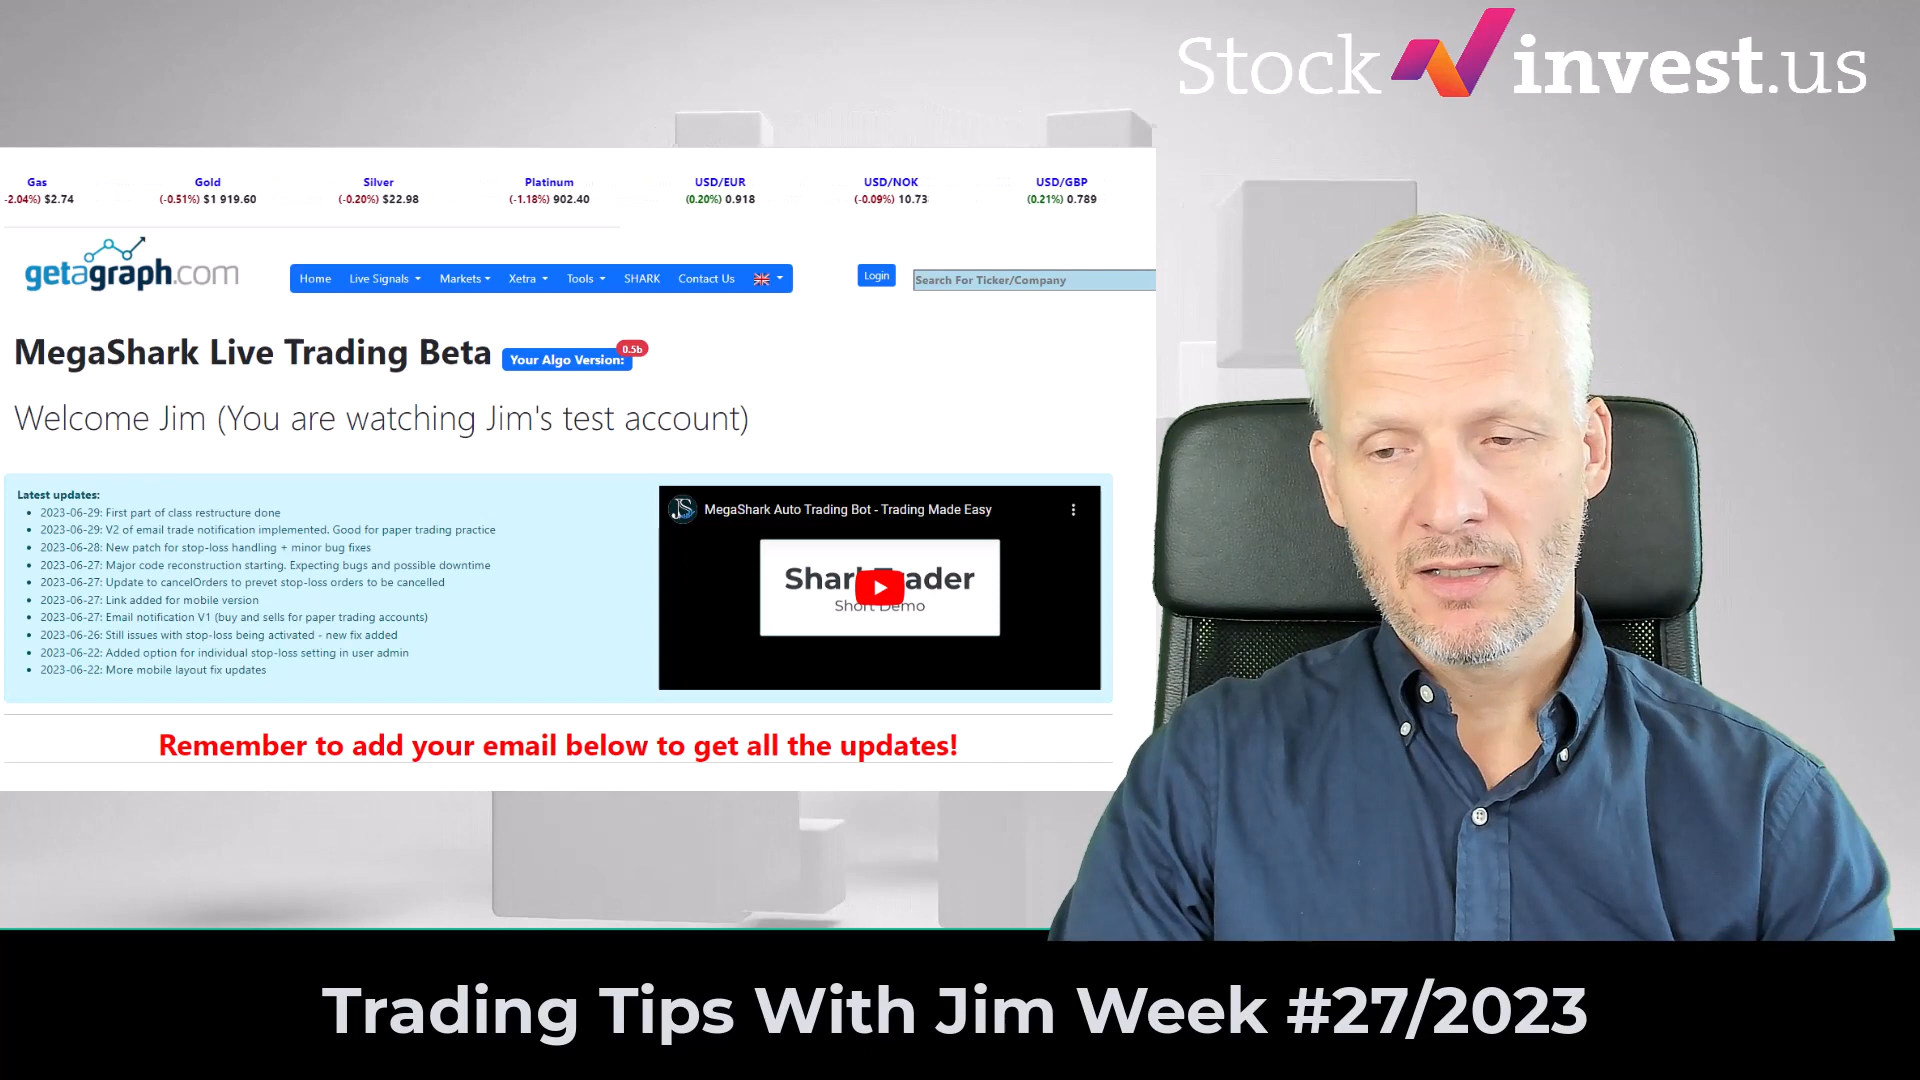 Stock invest.us
Gas Gold Silver Platinum USD/EUR USD/NOK USD/GBP
-2.04%) $2.74 (-0.51%) $1 919.60 (-0.20%) $22.98 (-1.18%) 902.40 (0.20%) 0.918 (-0.09%) 10.73 (0.21%) 0.789
getagraph.com
Home Live Signals Markets Xetra Tools SHARK Contact Us Login Search For Ticker/Company
MegaShark Live Trading Beta Your Algo Version: 0.5b
Welcome Jim (You are watching Jim's test account)
Latest updates:
2023-06-29: First part of class restructure done
2023-06-29: V2 of email trade notification implemented. Good for paper trading practice
2023-06-28: New patch for stop-loss handling + minor bug fixes
2023-06-27: Major code reconstruction starting. Expecting bugs and possible downtime
2023-06-27: Update to cancelOrders to prevet stop-loss orders to be cancelled
2023-06-27: Link added for mobile version
2023-06-27: Email notification V1 (buy and sells for paper trading accounts)
2023-06-26: Still issues with stop-loss being activated - new fix added
2023-06-22: Added option for individual stop-loss setting in user admin
2023-06-22: More mobile layout fix updates
JS MegaShark Auto Trading Bot - Trading Made Easy
Short Demo
Remember to add your email below to get all the updates!
Trading Tips With Jim Week #27/2023